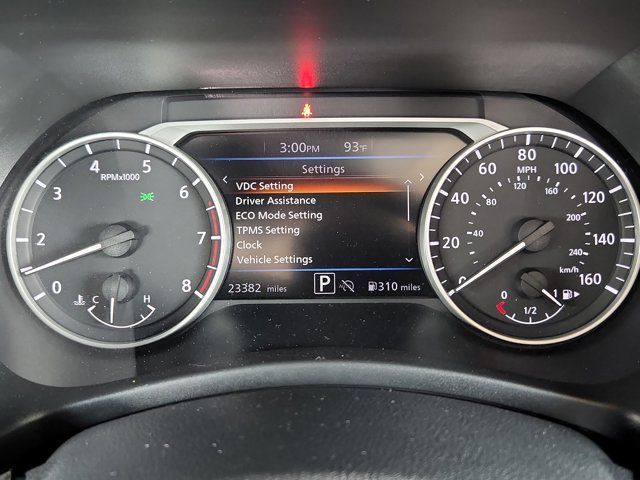 3:00PM 93°F
Settings
VDC Setting
Driver Assistance
ECO Mode Setting
TPMS Setting
Clock
Vehicle Settings
23382 miles P 310 miles
RPMx1000
0 2 3 4 5 6 7 8
C H
MPH
0 20 40 60 80 100 120 140 160
40 80 120 160 200 240
km/h
0 1/2 1